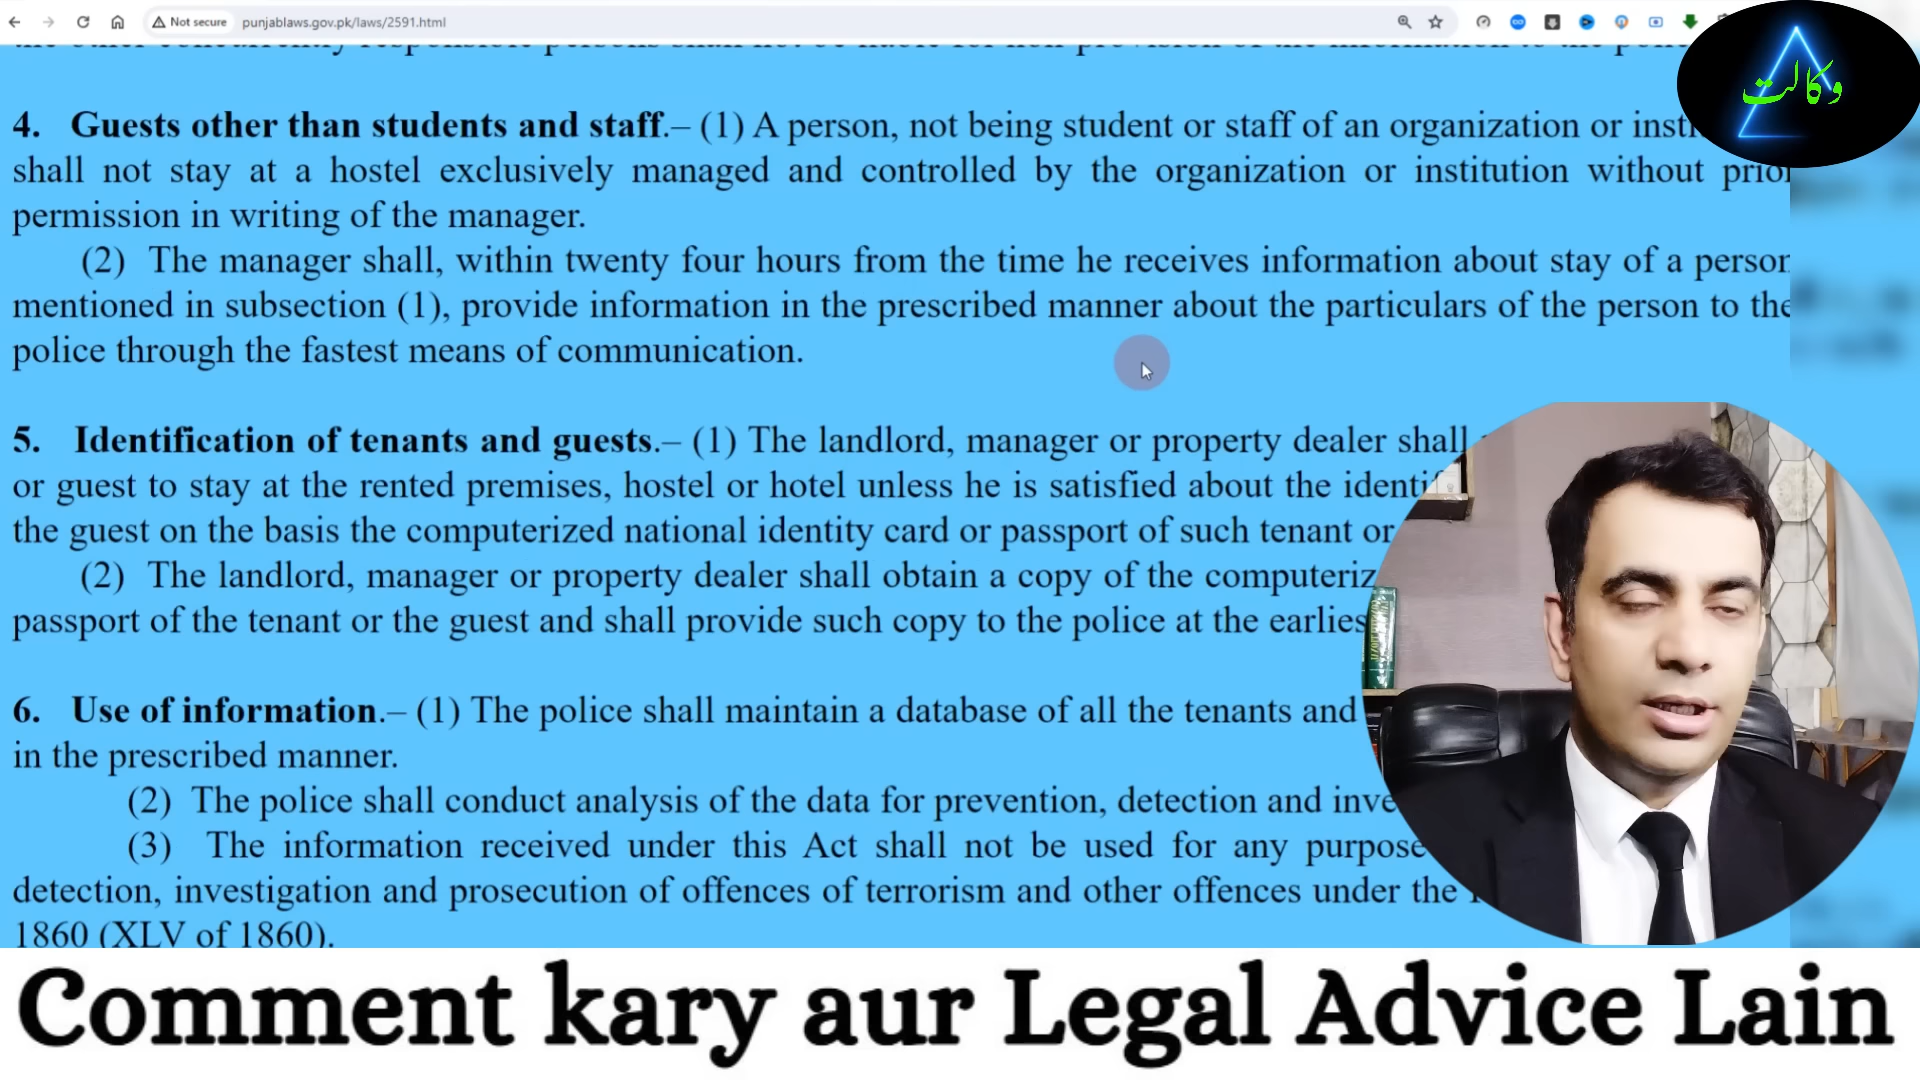 Not secure punjablaws.gov.pk/laws/2591.html
وکالت
4. Guests other than students and staff.– (1) A person, not being student or staff of an organization or
shall not stay at a hostel exclusively managed and controlled by the organization or institution without prior
permission in writing of the manager.
(2) The manager shall, within twenty four hours from the time he receives information about stay of a person
mentioned in subsection (1), provide information in the prescribed manner about the particulars of the person to the
police through the fastest means of communication.
5. Identification of tenants and guests.– (1) The landlord, manager or property dealer shall
or guest to stay at the rented premises, hostel or hotel unless he is satisfied about the
the guest on the basis the computerized national identity card or passport of such tenant or
(2) The landlord, manager or property dealer shall obtain a copy of the
passport of the tenant or the guest and shall provide such copy to the police at the
6. Use of information.– (1) The police shall maintain a database of all the tenants and
in the prescribed manner.
(2) The police shall conduct analysis of the data for prevention, detection and
(3) The information received under this Act shall not be used for any purpose
detection, investigation and prosecution of offences of terrorism and other offences under the
1860 (XLV of 1860).
Comment kary aur Legal Advice Lain